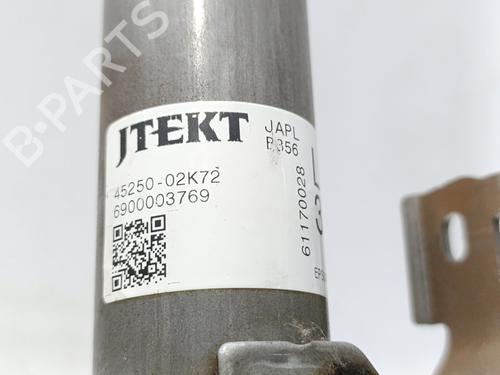 B-PARTS
JTEKT
JAPL
B356
45250-02K72
6900003769
61170028